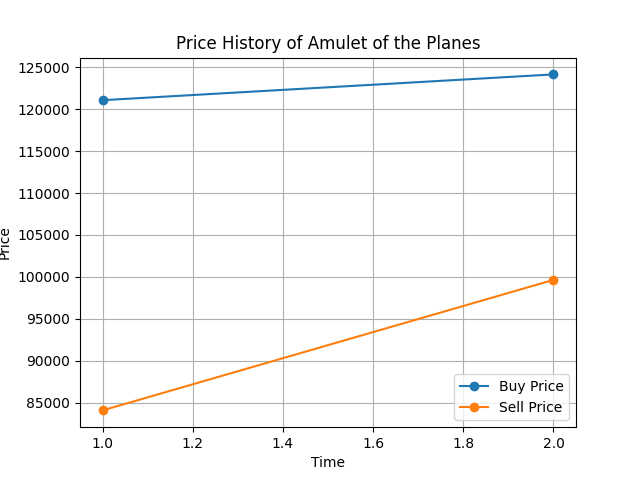 Price History of Amulet of the Planes
125000
120000
115000
110000
105000
100000
95000
90000
85000
Price
1.0 1.2 1.4 1.6 1.8 2.0
Time
Buy Price
Sell Price